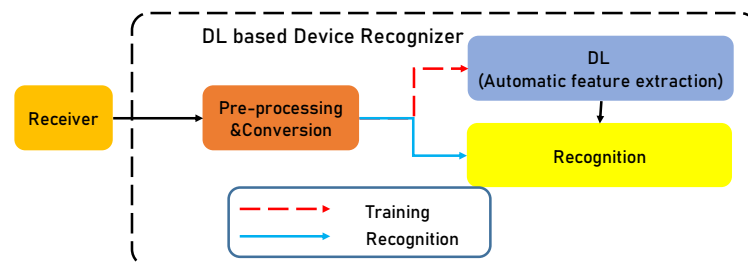 DL based Device Recognizer
DL
(Automatic feature extraction)
Receiver
Pre-processing
&Conversion
Recognition
Training
Recognition